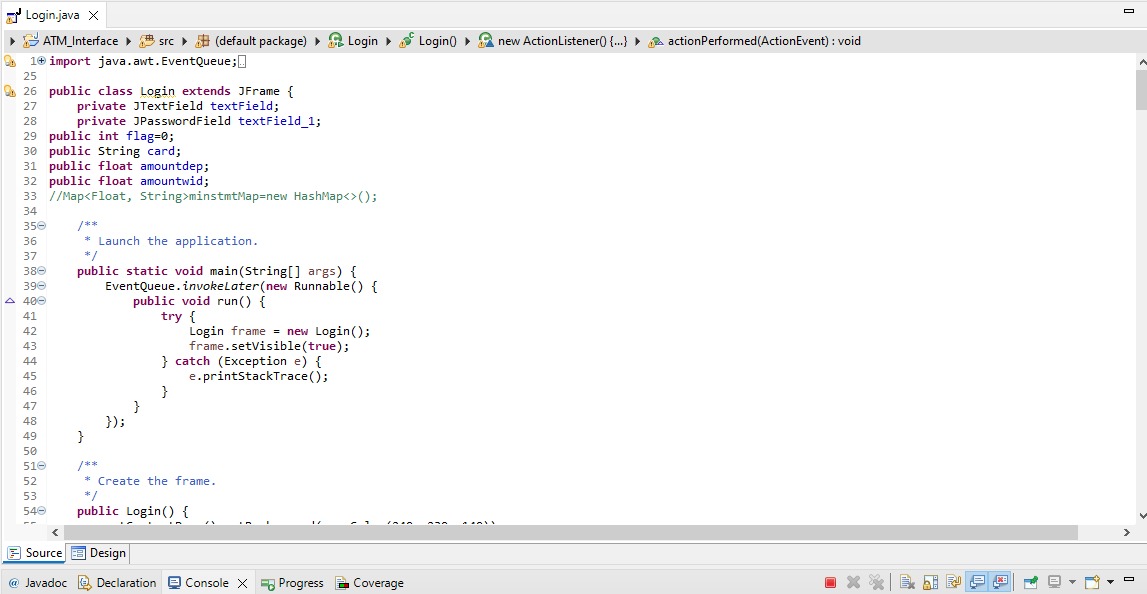 Login.java
ATM_Interface src (default package) Login Login() new ActionListener() {...} actionPerformed(ActionEvent) : void
1 import java.awt.EventQueue;
25
26 public class Login extends JFrame {
27 private JTextField textField;
28 private JPasswordField textField_1;
29 public int flag=0;
30 public String card;
31 public float amountdep;
32 public float amountwid;
33 //Map<Float, String>minstmtMap=new HashMap<>();
34
35 /**
36 * Launch the application.
37 */
38 public static void main(String[] args) {
39 EventQueue.invokeLater(new Runnable() {
40 public void run() {
41 try {
42 Login frame = new Login();
43 frame.setVisible(true);
44 } catch (Exception e) {
45 e.printStackTrace();
46 }
47 }
48 });
49 }
50
51 /**
52 * Create the frame.
53 */
54 public Login() {
Source Design
@ Javadoc Declaration Console Progress Coverage